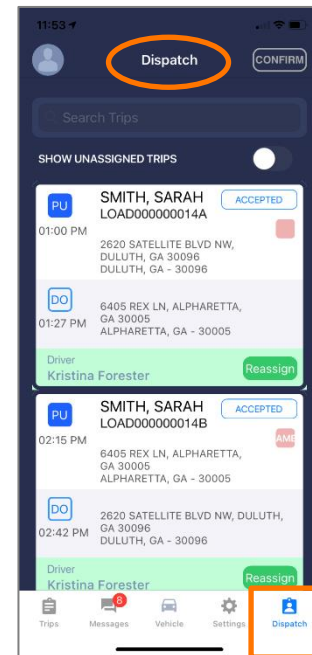 11:53
Dispatch
CONFIRM
Search Trips
SHOW UNASSIGNED TRIPS
PU
SMITH, SARAH
ACCEPTED
LOAD000000014A
01:00 PM
2620 SATELLITE BLVD NW,
DULUTH, GA 30096
DULUTH, GA - 30096
DO
01:27 PM
6405 REX LN, ALPHARETTA,
GA 30005
ALPHARETTA, GA - 30005
Driver
Kristina Forester
Reassign
PU
SMITH, SARAH
ACCEPTED
LOAD000000014B
02:15 PM
AME
6405 REX LN, ALPHARETTA,
GA 30005
ALPHARETTA, GA - 30005
DO
02:42 PM
2620 SATELLITE BLVD NW, DULUTH,
GA 30096
DULUTH, GA - 30096
Driver
Kristina Forester
Reassign
8
Trips
Messages
Vehicle
Settings
Dispatch